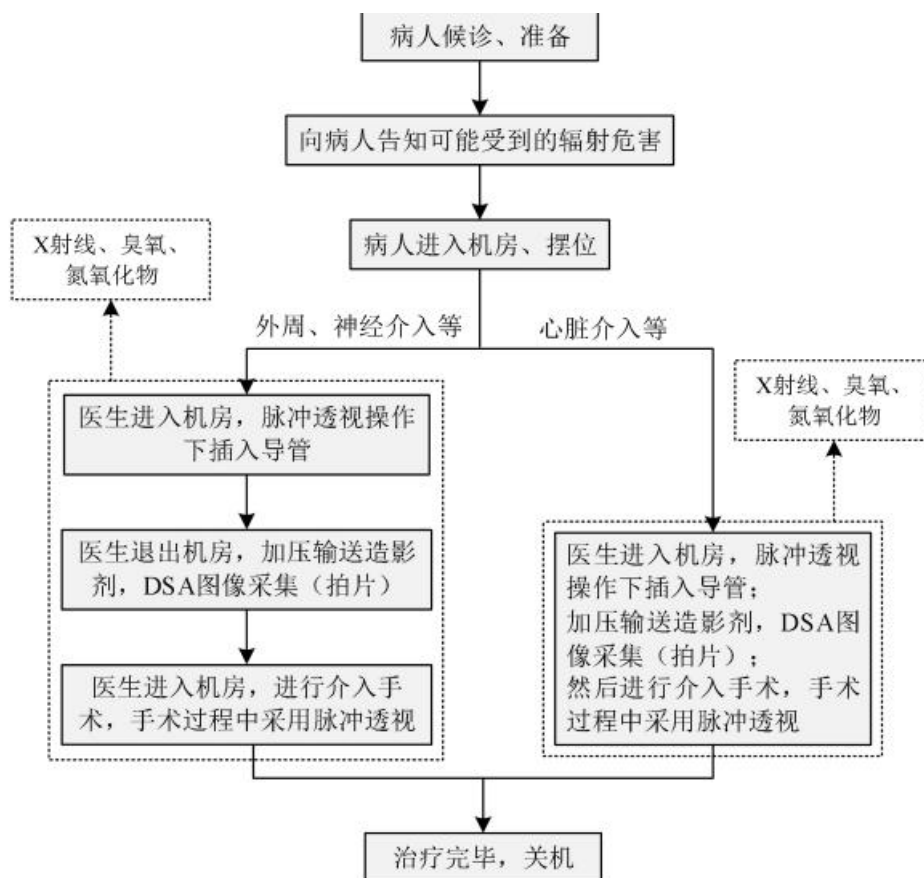 病人候诊、准备
向病人告知可能受到的辐射危害
病人进入机房、摆位
X射线、臭氧、
氮氧化物
外周、神经介入等
心脏介入等
X射线、臭氧、
氮氧化物
医生进入机房，脉冲透视操作
下插入导管
医生退出机房，加压输送造影
剂，DSA图像采集（拍片）
医生进入机房，进行介入手
术，手术过程中采用脉冲透视
医生进入机房，脉冲透视
操作下插入导管；
加压输送造影剂，DSA图
像采集（拍片）；
然后进行介入手术，手术
过程中采用脉冲透视
治疗完毕，关机